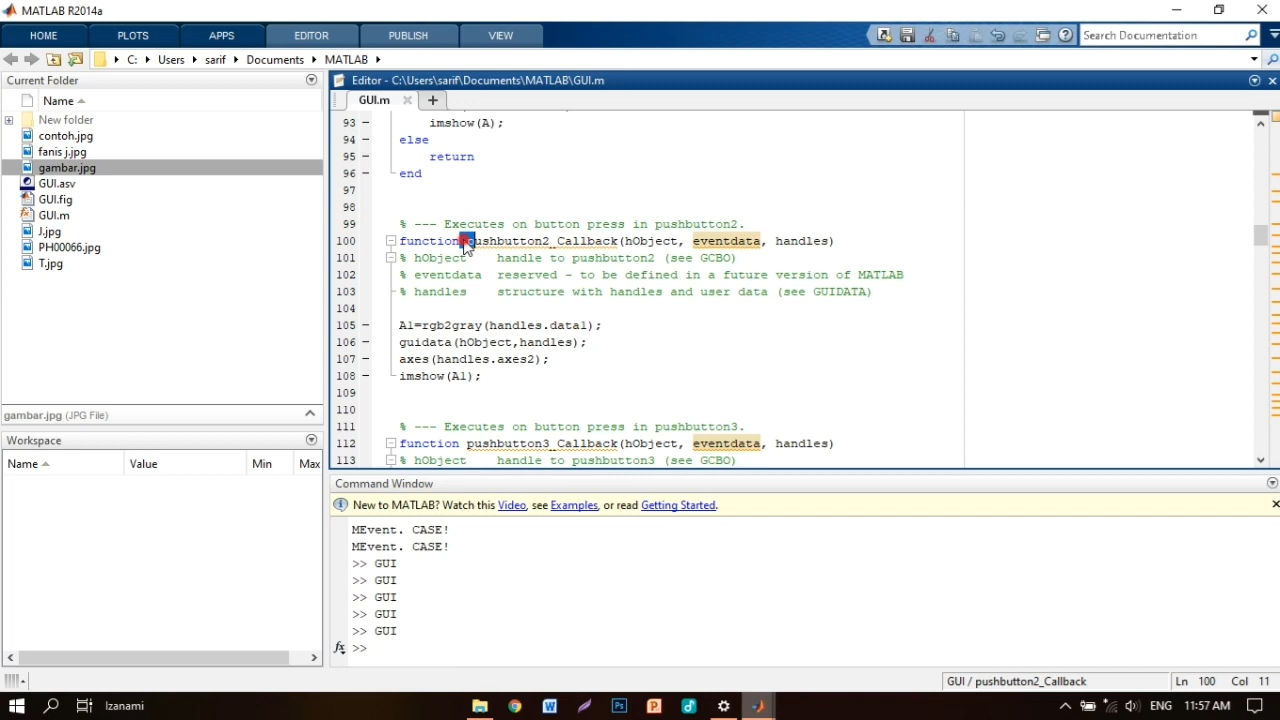 MATLAB R2014a
HOME PLOTS APPS EDITOR PUBLISH VIEW Search Documentation
C: Users sarif Documents MATLAB
Current Folder
Name
New folder
contoh.jpg
fanis j.jpg
gambar.jpg
GUI.asv
GUI.fig
GUI.m
J.jpg
PH00066.jpg
T.jpg
gambar.jpg (JPG File)
Workspace
Name Value Min Max
Editor - C:\Users\sarif\Documents\MATLAB\GUI.m
GUI.m
93 imshow(A);
94 else
95 return
96 end
97
98
99 % --- Executes on button press in pushbutton2.
100 function pushbutton2_Callback(hObject, eventdata, handles)
101 % hObject    handle to pushbutton2 (see GCBO)
102 % eventdata  reserved - to be defined in a future version of MATLAB
103 % handles    structure with handles and user data (see GUIDATA)
104
105 A1=rgb2gray(handles.data1);
106 guidata(hObject,handles);
107 axes(handles.axes2);
108 imshow(A1);
109
110
111 % --- Executes on button press in pushbutton3.
112 function pushbutton3_Callback(hObject, eventdata, handles)
113 % hObject    handle to pushbutton3 (see GCBO)
Command Window
New to MATLAB? Watch this Video, see Examples, or read Getting Started.
MEvent. CASE!
MEvent. CASE!
>> GUI
>> GUI
>> GUI
>> GUI
>> GUI
fx >>
GUI / pushbutton2_Callback Ln 100 Col 11
Izanami ENG 11:57 AM